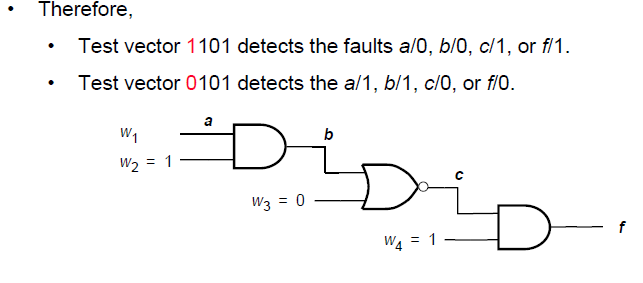 • Therefore,
• Test vector 1101 detects the faults a/0, b/0, c/1, or f/1.
• Test vector 0101 detects the a/1, b/1, c/0, or f/0.
a
w1
b
w2 = 1
c
w3 = 0
f
w4 = 1